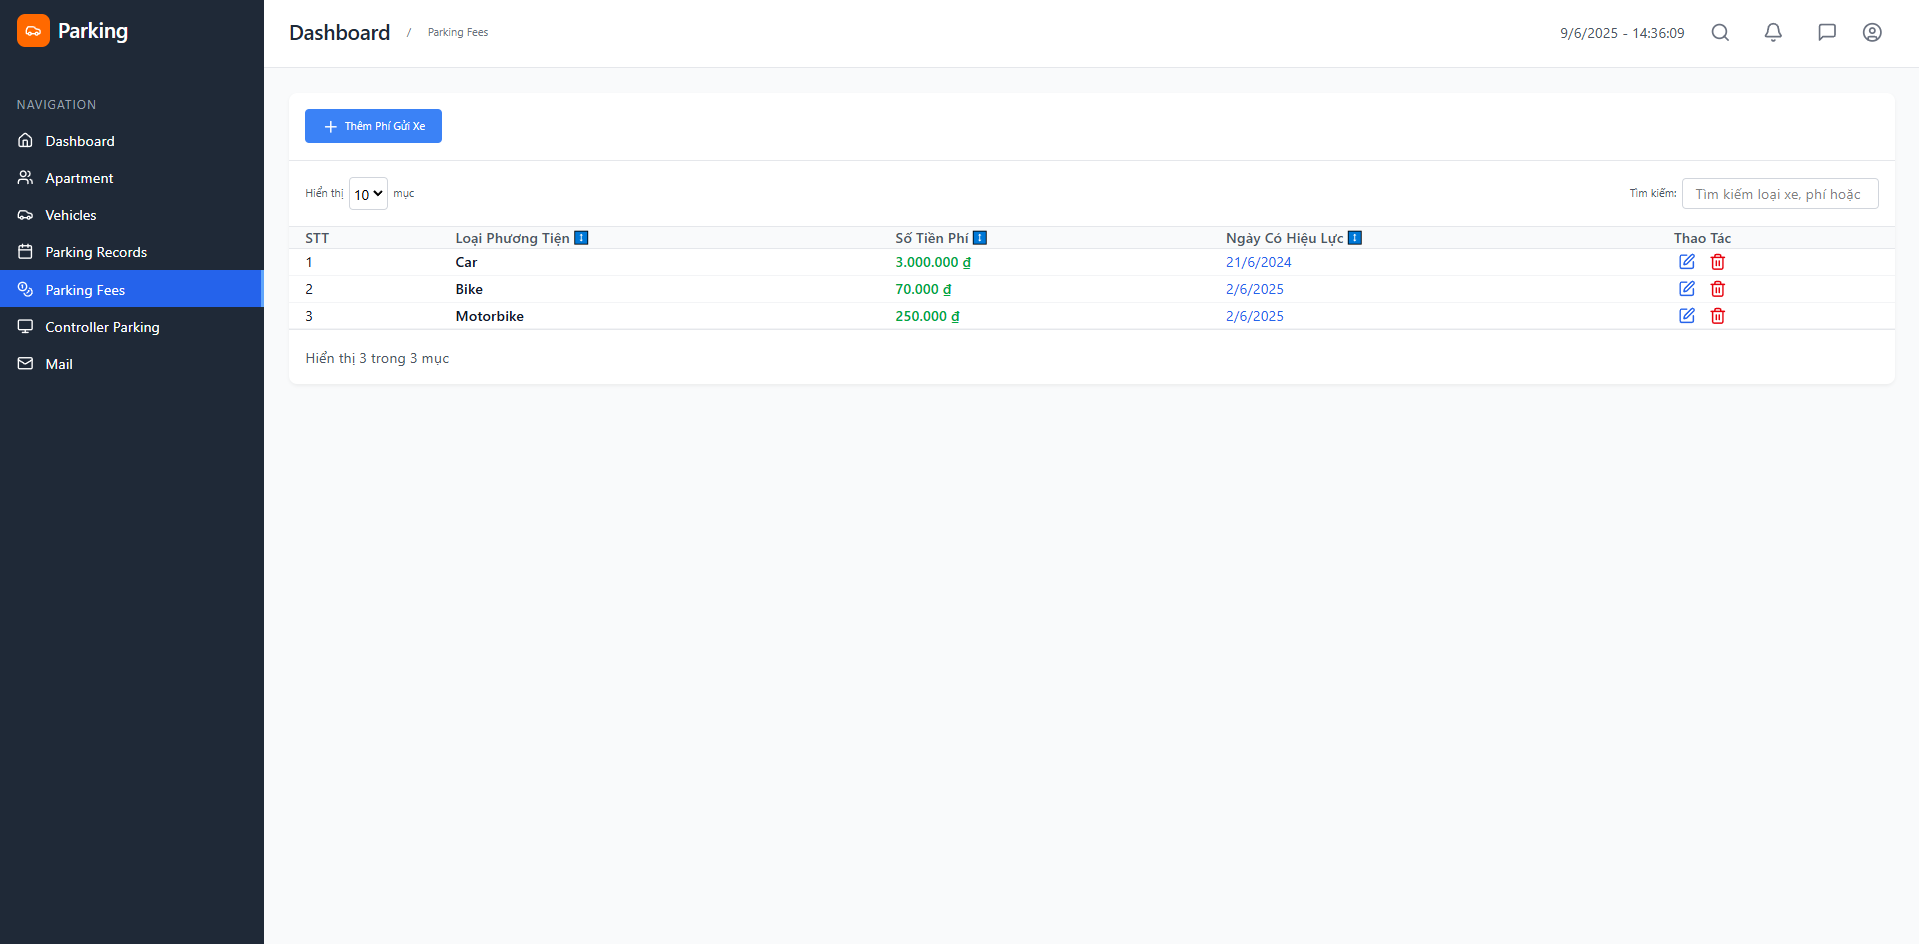 Parking
Dashboard / Parking Fees
9/6/2025 - 14:36:09
NAVIGATION
Dashboard
Apartment
Vehicles
Parking Records
Parking Fees
Controller Parking
Mail
Thêm Phí Gửi Xe
Hiển thị 10 mục
Tìm kiếm: Tìm kiếm loại xe, phí hoặc
STT Loại Phương Tiện Số Tiền Phí Ngày Có Hiệu Lực Thao Tác
1 Car 3.000.000 ₫ 21/6/2024
2 Bike 70.000 ₫ 2/6/2025
3 Motorbike 250.000 ₫ 2/6/2025
Hiển thị 3 trong 3 mục